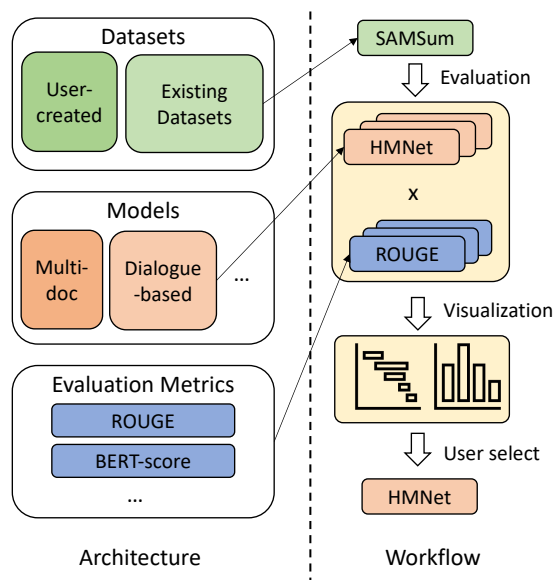 Datasets
User-
created
Existing
Datasets
Models
Multi-
doc
Dialogue
-based
...
Evaluation Metrics
ROUGE
BERT-score
...
Architecture
SAMSum
Evaluation
HMNet
x
ROUGE
Visualization
User select
HMNet
Workflow